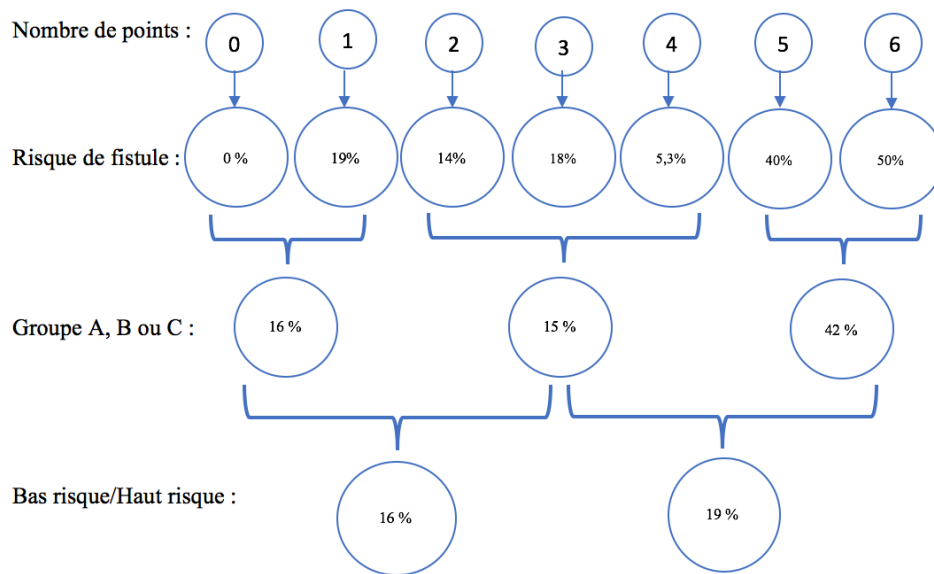 Nombre de points : 0 1 2 3 4 5 6
Risque de fistule : 0 % 19% 14% 18% 5,3% 40% 50%
Groupe A, B ou C : 16 % 15 % 42 %
Bas risque/Haut risque : 16 % 19 %